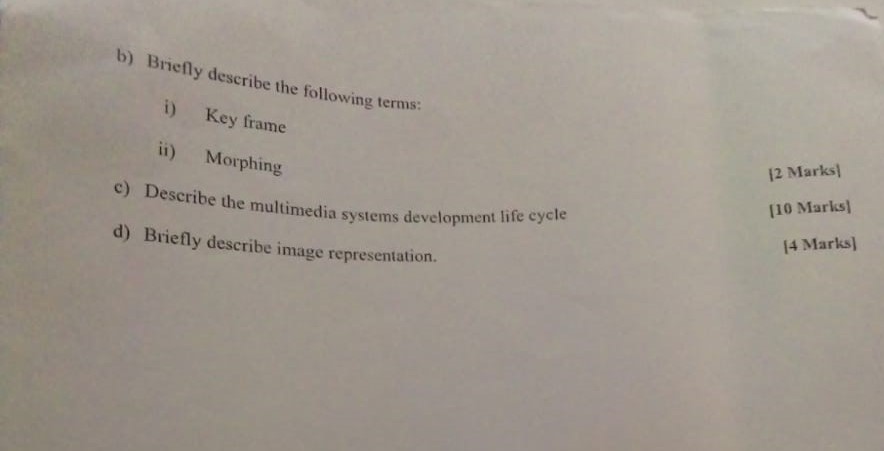 b) Briefly describe the following terms:
i) Key frame
ii) Morphing [2 Marks]
c) Describe the multimedia systems development life cycle [10 Marks]
d) Briefly describe image representation. [4 Marks]